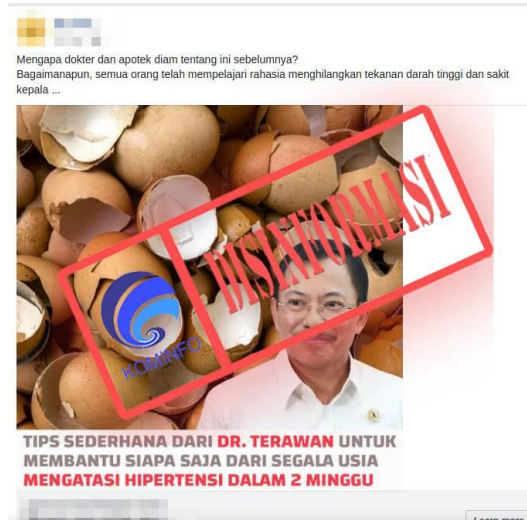 Mengapa dokter dan apotek diam tentang ini sebelumnya?
Bagaimanapun, semua orang telah mempelajari rahasia menghilangkan tekanan darah tinggi dan sakit
kepala ...
DISINFORMASI
KOMINFO
TIPS SEDERHANA DARI DR. TERAWAN UNTUK
MEMBANTU SIAPA SAJA DARI SEGALA USIA
MENGATASI HIPERTENSI DALAM 2 MINGGU
Learn more